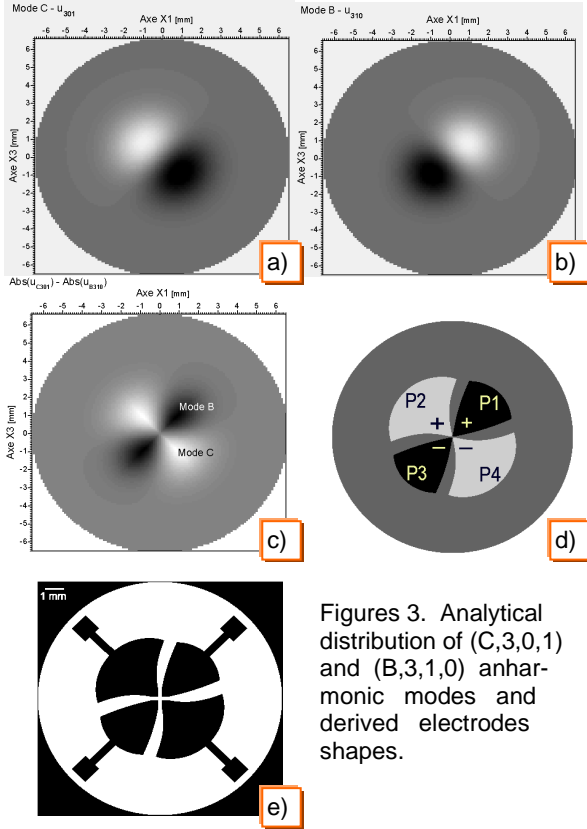 Mode C - u301
Axe X1 [mm]
-6 -5 -4 -3 -2 -1 0 1 2 3 4 5 6
Axe X3 [mm]
6
5
4
3
2
1
0
-1
-2
-3
-4
-5
-6
a)
Mode B - u310
Axe X1 [mm]
-6 -5 -4 -3 -2 -1 0 1 2 3 4 5 6
Axe X3 [mm]
6
5
4
3
2
1
0
-1
-2
-3
-4
-5
-6
b)
Abs(uC301) - Abs(uB310)
Axe X1 [mm]
-6 -5 -4 -3 -2 -1 0 1 2 3 4 5 6
Axe X3 [mm]
6
5
4
3
2
1
0
-1
-2
-3
-4
-5
-6
Mode B
Mode C
c)
P2 P1
+ +
− −
P3 P4
d)
1 mm
e)
Figures 3. Analytical
distribution of (C,3,0,1)
and (B,3,1,0) anhar-
monic modes and
derived electrodes
shapes.